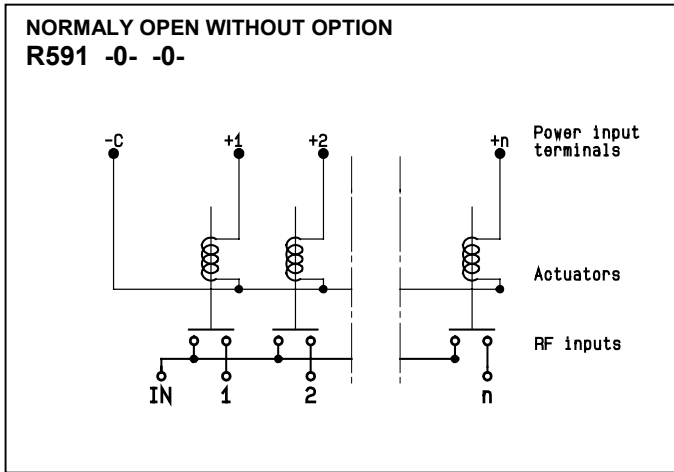 NORMALY OPEN WITHOUT OPTION
R591 -0- -0-
-C +1 +2 +n Power input
terminals
Actuators
RF inputs
IN 1 2 n